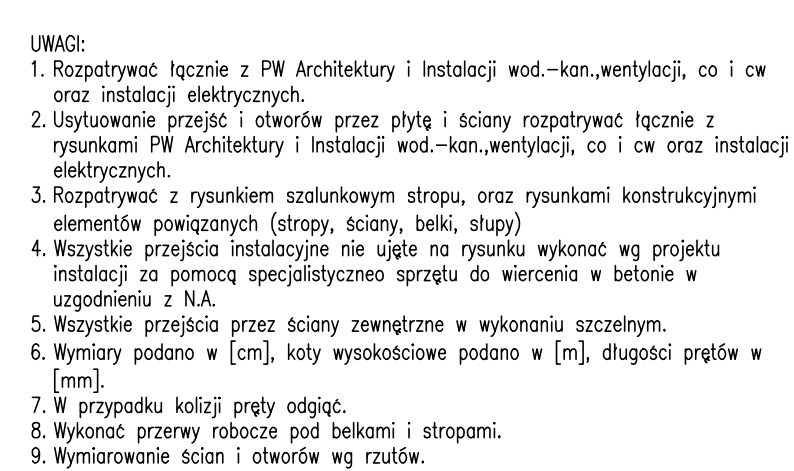 UWAGI:
1. Rozpatrywać łącznie z PW Architektury i Instalacji wod.-kan.,wentylacji, co i cw
oraz instalacji elektrycznych.
2. Usytuowanie przejść i otworów przez płytę i ściany rozpatrywać łącznie z
rysunkami PW Architektury i Instalacji wod.-kan.,wentylacji, co i cw oraz instalacji
elektrycznych.
3. Rozpatrywać z rysunkiem szalunkowym stropu, oraz rysunkami konstrukcyjnymi
elementów powiązanych (stropy, ściany, belki, słupy)
4. Wszystkie przejścia instalacyjne nie ujęte na rysunku wykonać wg projektu
instalacji za pomocą specjalistyczneo sprzętu do wiercenia w betonie w
uzgodnieniu z N.A.
5. Wszystkie przejścia przez ściany zewnętrzne w wykonaniu szczelnym.
6. Wymiary podano w [cm], koty wysokościowe podano w [m], długości prętów w
[mm].
7. W przypadku kolizji pręty odgiąć.
8. Wykonać przerwy robocze pod belkami i stropami.
9. Wymiarowanie ścian i otworów wg rzutów.